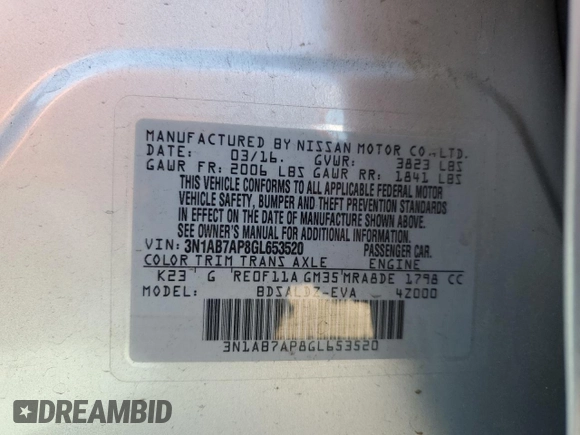 MANUFACTURED BY NISSAN MOTOR CO.,LTD.
DATE: 03/16. GVWR: 3823 LBS
GAWR FR: 2006 LBS GAWR RR: 1841 LBS
THIS VEHICLE CONFORMS TO ALL APPLICABLE FEDERAL MOTOR
VEHICLE SAFETY, BUMPER AND THEFT PREVENTION STANDARDS
IN EFFECT ON THE DATE OF MANUFACTURE SHOWN ABOVE.
SEE OWNER'S MANUAL FOR ADDITIONAL INFORMATION.
VIN: 3N1AB7AP8GL653520 PASSENGER CAR.
COLOR TRIM TRANS AXLE ENGINE
K23 G RE0F11A GM35 MRA8DE 1798 CC
MODEL: BDSALDZ-EVA 4Z000
3N1AB7AP8GL653520
DREAMBID